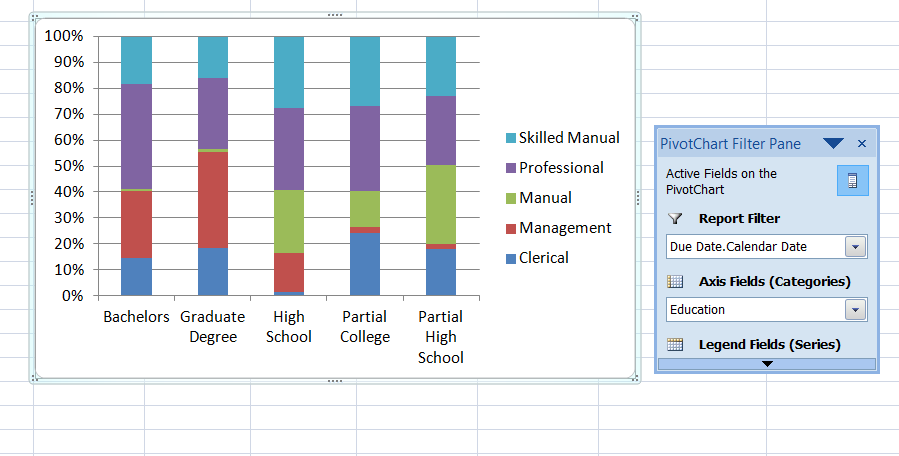 100%
90%
80%
70%
60%
50%
40%
30%
20%
10%
0%
Bachelors
Graduate
Degree
High
School
Partial
College
Partial
High
School
Skilled Manual
Professional
Manual
Management
Clerical
PivotChart Filter Pane
Active Fields on the
PivotChart
Report Filter
Due Date.Calendar Date
Axis Fields (Categories)
Education
Legend Fields (Series)